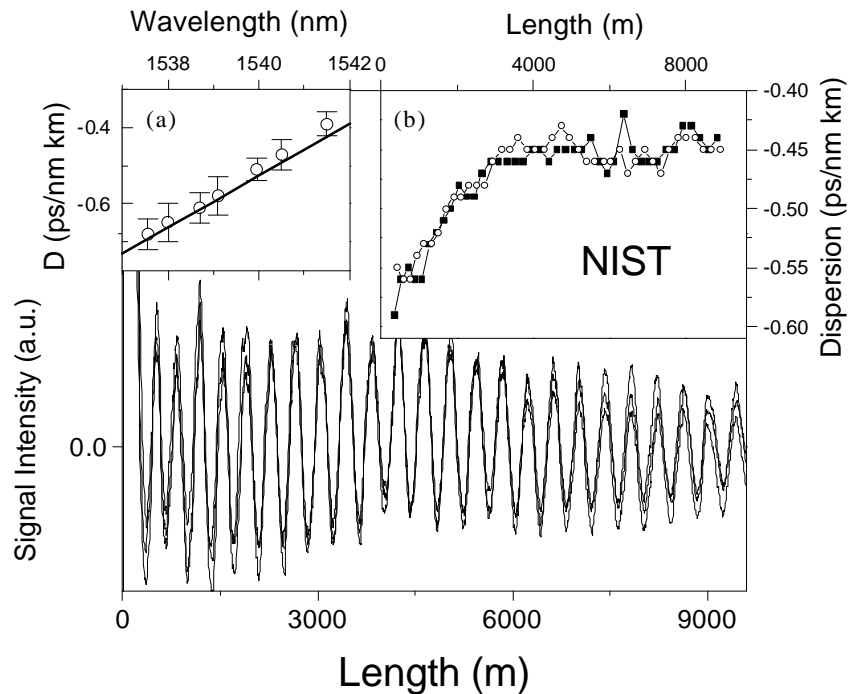 Wavelength (nm)
Length (m)
1538
1540
1542
0
4000
8000
(a)
(b)
-0.4
-0.6
D (ps/nm km)
-0.40
-0.45
-0.50
-0.55
-0.60
Dispersion (ps/nm km)
NIST
Signal Intensity (a.u.)
0.0
0
3000
6000
9000
Length (m)